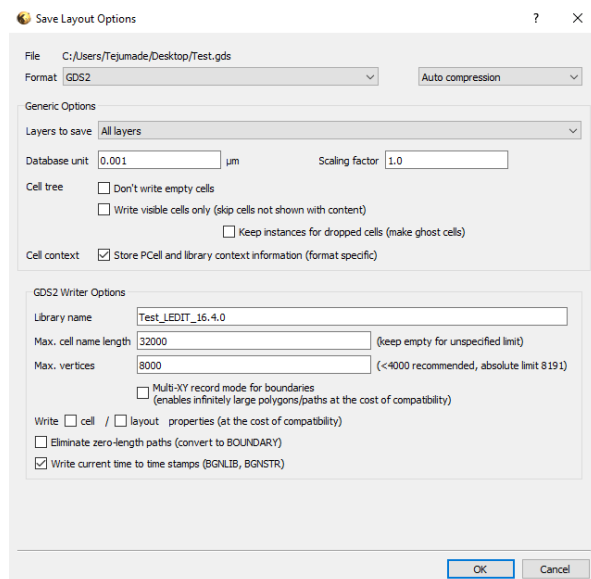 Save Layout Options ? ×
File C:/Users/Tejumade/Desktop/Test.gds
Format GDS2 Auto compression
Generic Options
Layers to save All layers
Database unit 0.001 µm Scaling factor 1.0
Cell tree Don't write empty cells
Write visible cells only (skip cells not shown with content)
Keep instances for dropped cells (make ghost cells)
Cell context Store PCell and library context information (format specific)
GDS2 Writer Options
Library name Test_LEDIT_16.4.0
Max. cell name length 32000 (keep empty for unspecified limit)
Max. vertices 8000 (<4000 recommended, absolute limit 8191)
Multi-XY record mode for boundaries
(enables infinitely large polygons/paths at the cost of compatibility)
Write cell / layout properties (at the cost of compatibility)
Eliminate zero-length paths (convert to BOUNDARY)
Write current time to time stamps (BGNLIB, BGNSTR)
OK Cancel